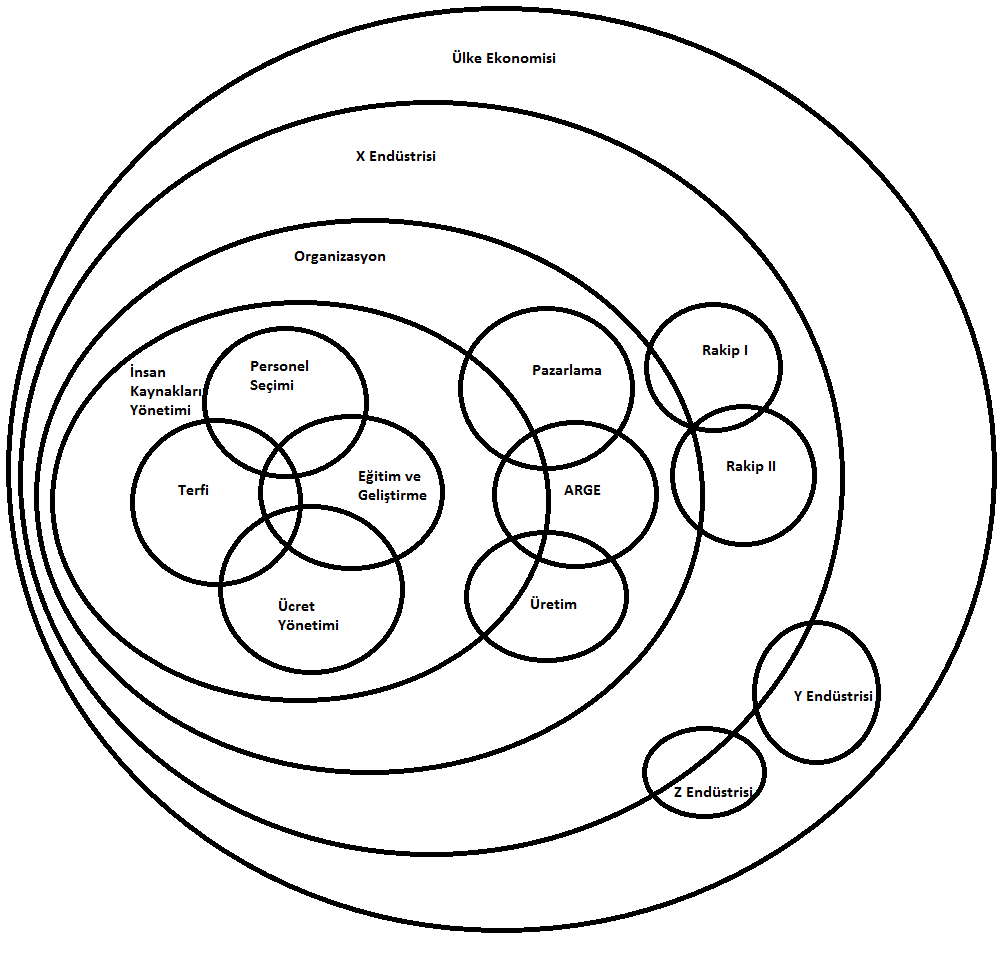 Ülke Ekonomisi
X Endüstrisi
Organizasyon
İnsan
Kaynakları
Yönetimi
Personel
Seçimi
Terfi
Eğitim ve
Geliştirme
Ücret
Yönetimi
Pazarlama
ARGE
Üretim
Rakip I
Rakip II
Y Endüstrisi
Z Endüstrisi